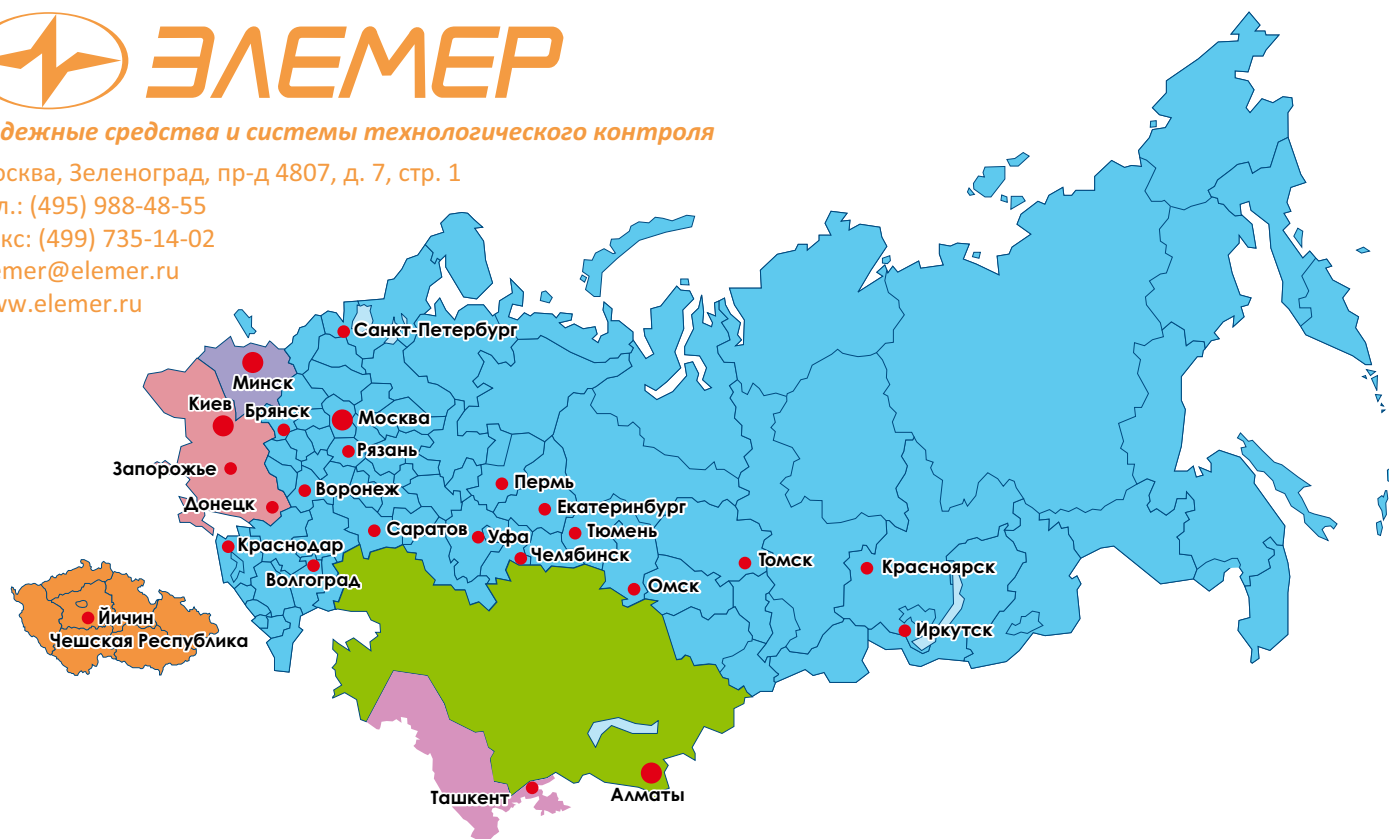 ЭЛЕМЕР
дежные средства и системы технологического контроля
осква, Зеленоград, пр-д 4807, д. 7, стр. 1
л.: (495) 988-48-55
кс: (499) 735-14-02
emer@elemer.ru
ww.elemer.ru
Санкт-Петербург
Минск
Киев
Брянск
Москва
Рязань
Запорожье
Воронеж
Пермь
Донецк
Екатеринбург
Саратов
Уфа
Тюмень
Краснодар
Челябинск
Томск
Красноярск
Волгоград
Омск
Йичин
Иркутск
Чешская Республика
Ташкент
Алматы